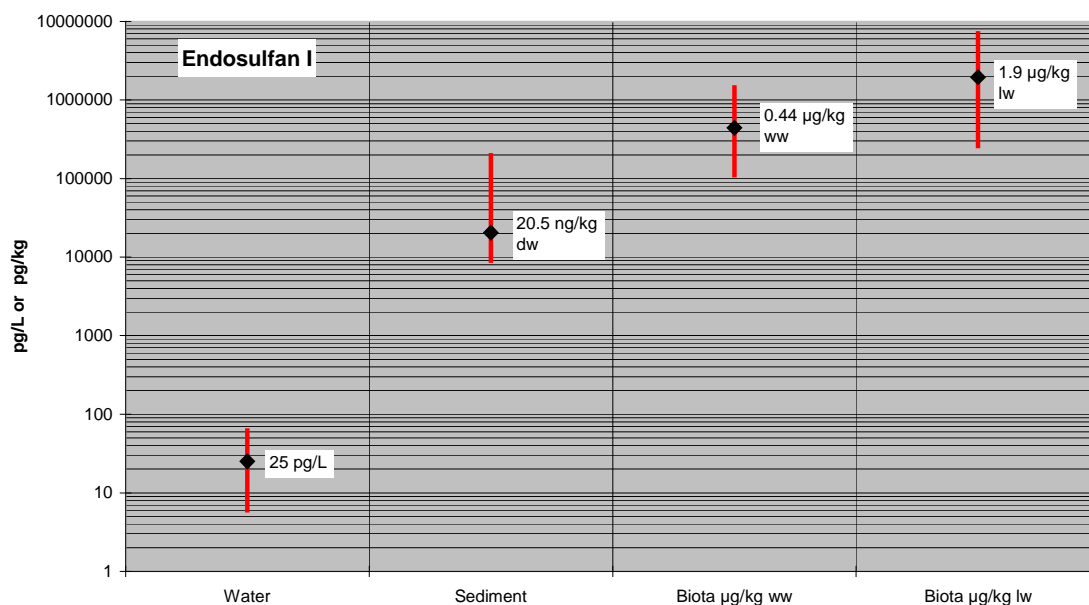 10000000
Endosulfan I
1.9 µg/kg
lw
1000000
0.44 µg/kg
ww
100000
20.5 ng/kg
dw
10000
pg/L or pg/kg
1000
100
25 pg/L
10
1
Water
Sediment
Biota µg/kg ww
Biota µg/kg lw